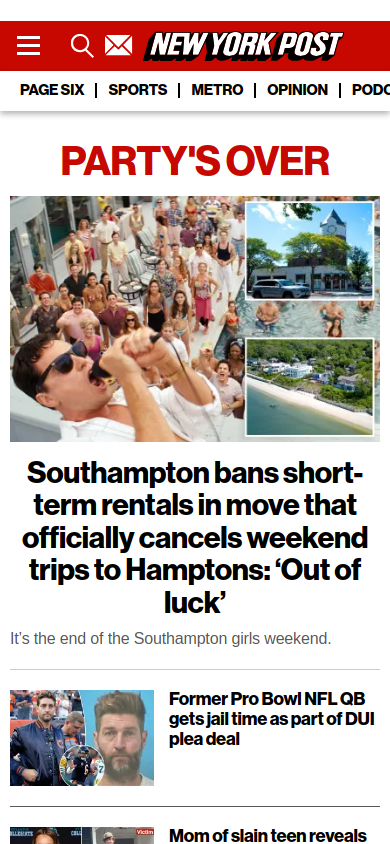 NEW YORK POST
PAGE SIX
SPORTS
METRO
OPINION
PODC
PARTY'S OVER
Southampton bans short-
term rentals in move that
officially cancels weekend
trips to Hamptons: ‘Out of
luck’
It’s the end of the Southampton girls weekend.
Former Pro Bowl NFL QB
gets jail time as part of DUI
plea deal
Mom of slain teen reveals
Victim